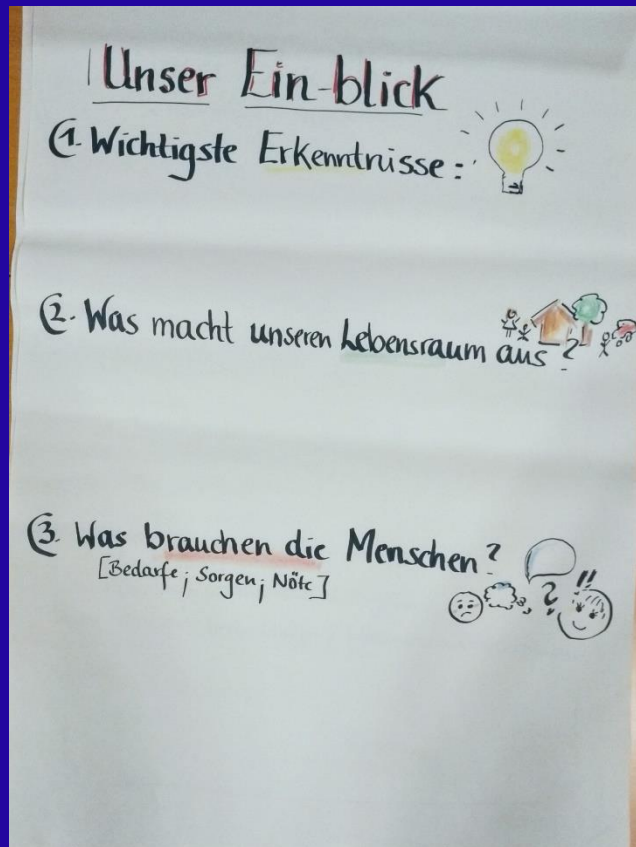 Unser Ein-blick
1. Wichtigste Erkenntnisse:
2. Was macht unseren Lebensraum aus?
3. Was brauchen die Menschen?
[Bedarfe; Sorgen; Nöte]
? !!